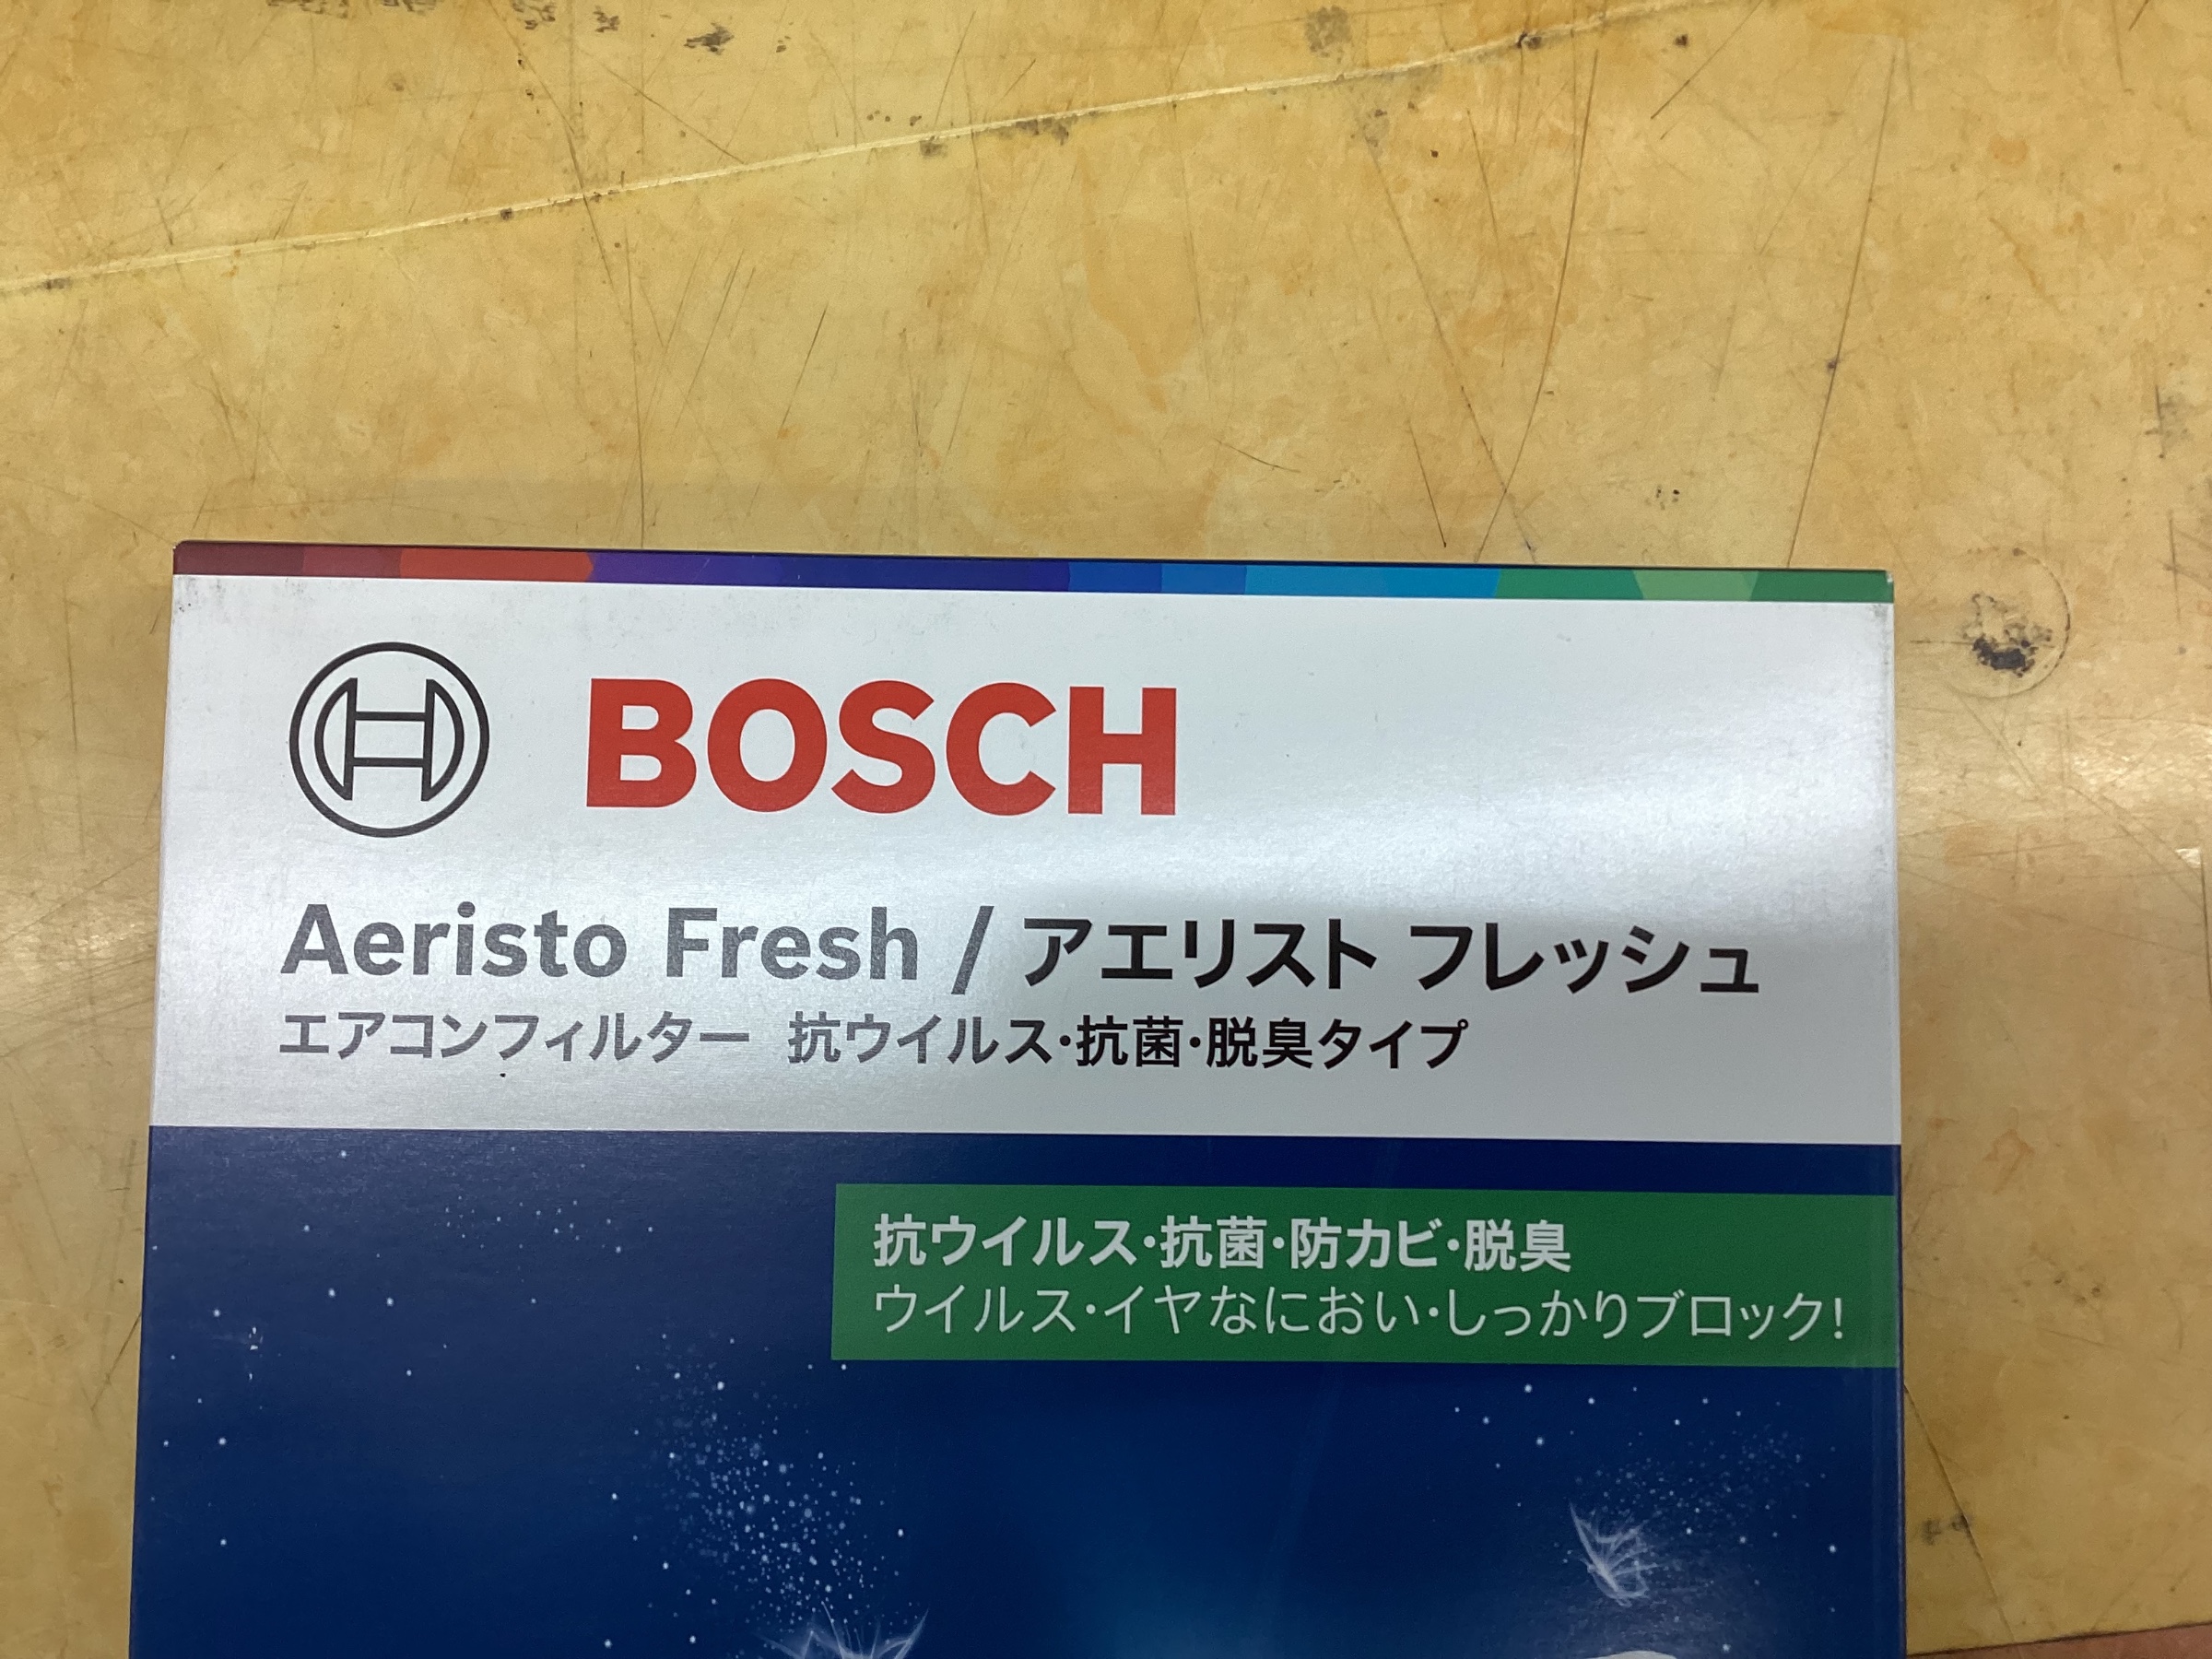 BOSCH
Aeristo Fresh / アエリスト フレッシュ
エアコンフィルター 抗ウイルス・抗菌・脱臭タイプ
抗ウイルス・抗菌・防カビ・脱臭
ウイルス・イヤなにおい・しっかりブロック!